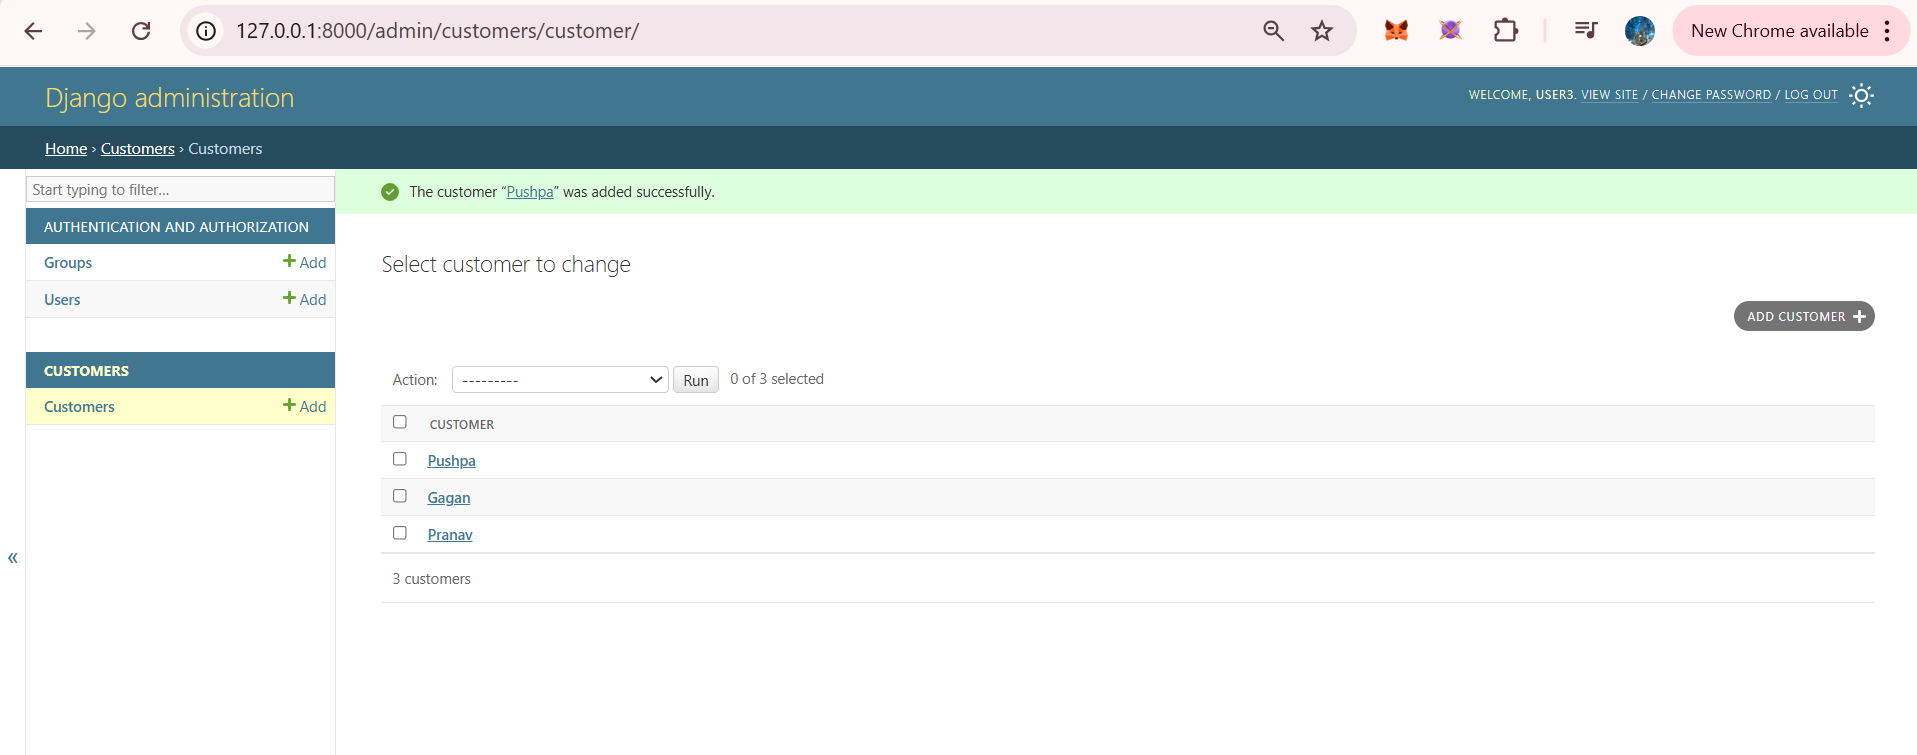 127.0.0.1:8000/admin/customers/customer/
New Chrome available
Django administration
WELCOME, USER3. VIEW SITE / CHANGE PASSWORD / LOG OUT
Home › Customers › Customers
Start typing to filter...
The customer “Pushpa” was added successfully.
AUTHENTICATION AND AUTHORIZATION
Groups + Add
Users + Add
CUSTOMERS
Customers + Add
«
Select customer to change
ADD CUSTOMER +
Action: --------- Run 0 of 3 selected
CUSTOMER
Pushpa
Gagan
Pranav
3 customers